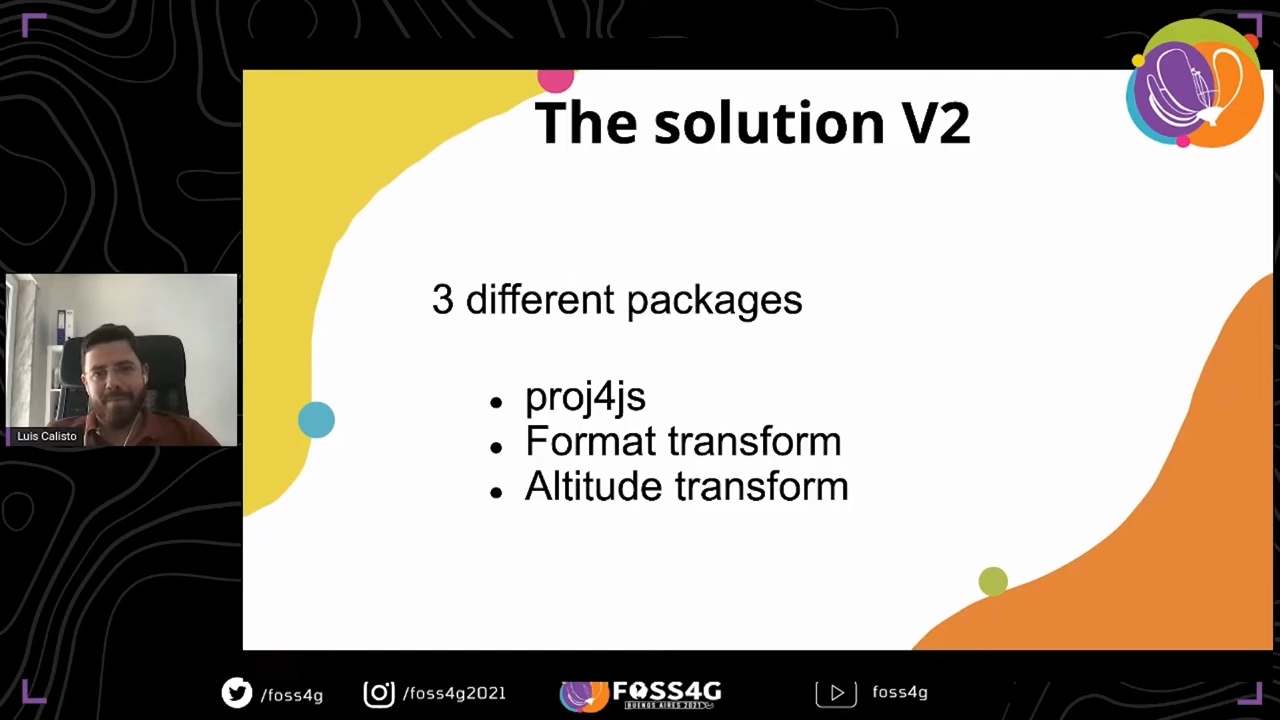 The solution V2
3 different packages
proj4js
Format transform
Altitude transform
Luis Calisto
/foss4g
/foss4g2021
FOSS4G
BUENOS AIRES 2021
foss4g